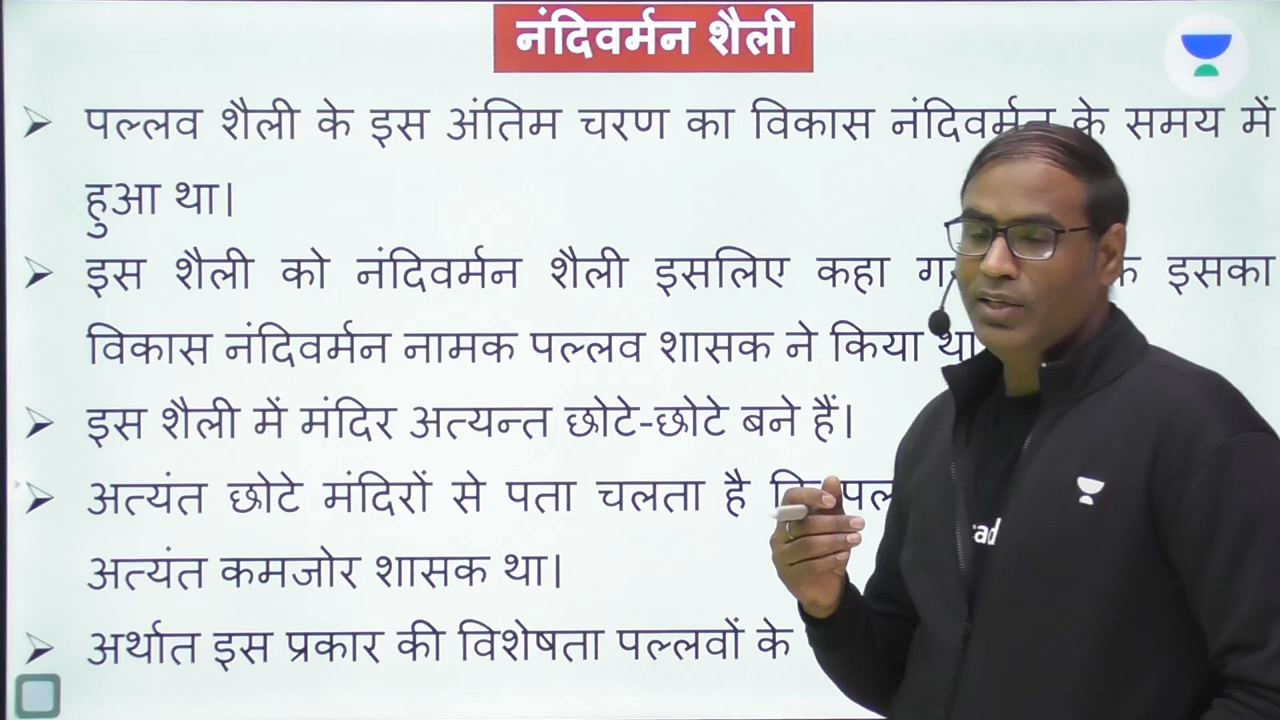 नंदिवर्मन शैली
पल्लव शैली के इस अंतिम चरण का विकास नंदिवर्मन के समय में
हुआ था।
इस शैली को नंदिवर्मन शैली इसलिए कहा इसका
विकास नंदिवर्मन नामक पल्लव शासक ने किया था
इस शैली में मंदिर अत्यन्त छोटे-छोटे बने हैं।
अत्यंत छोटे मंदिरों से पता चलता है
अत्यंत कमजोर शासक था।
अर्थात इस प्रकार की विशेषता पल्लवों के